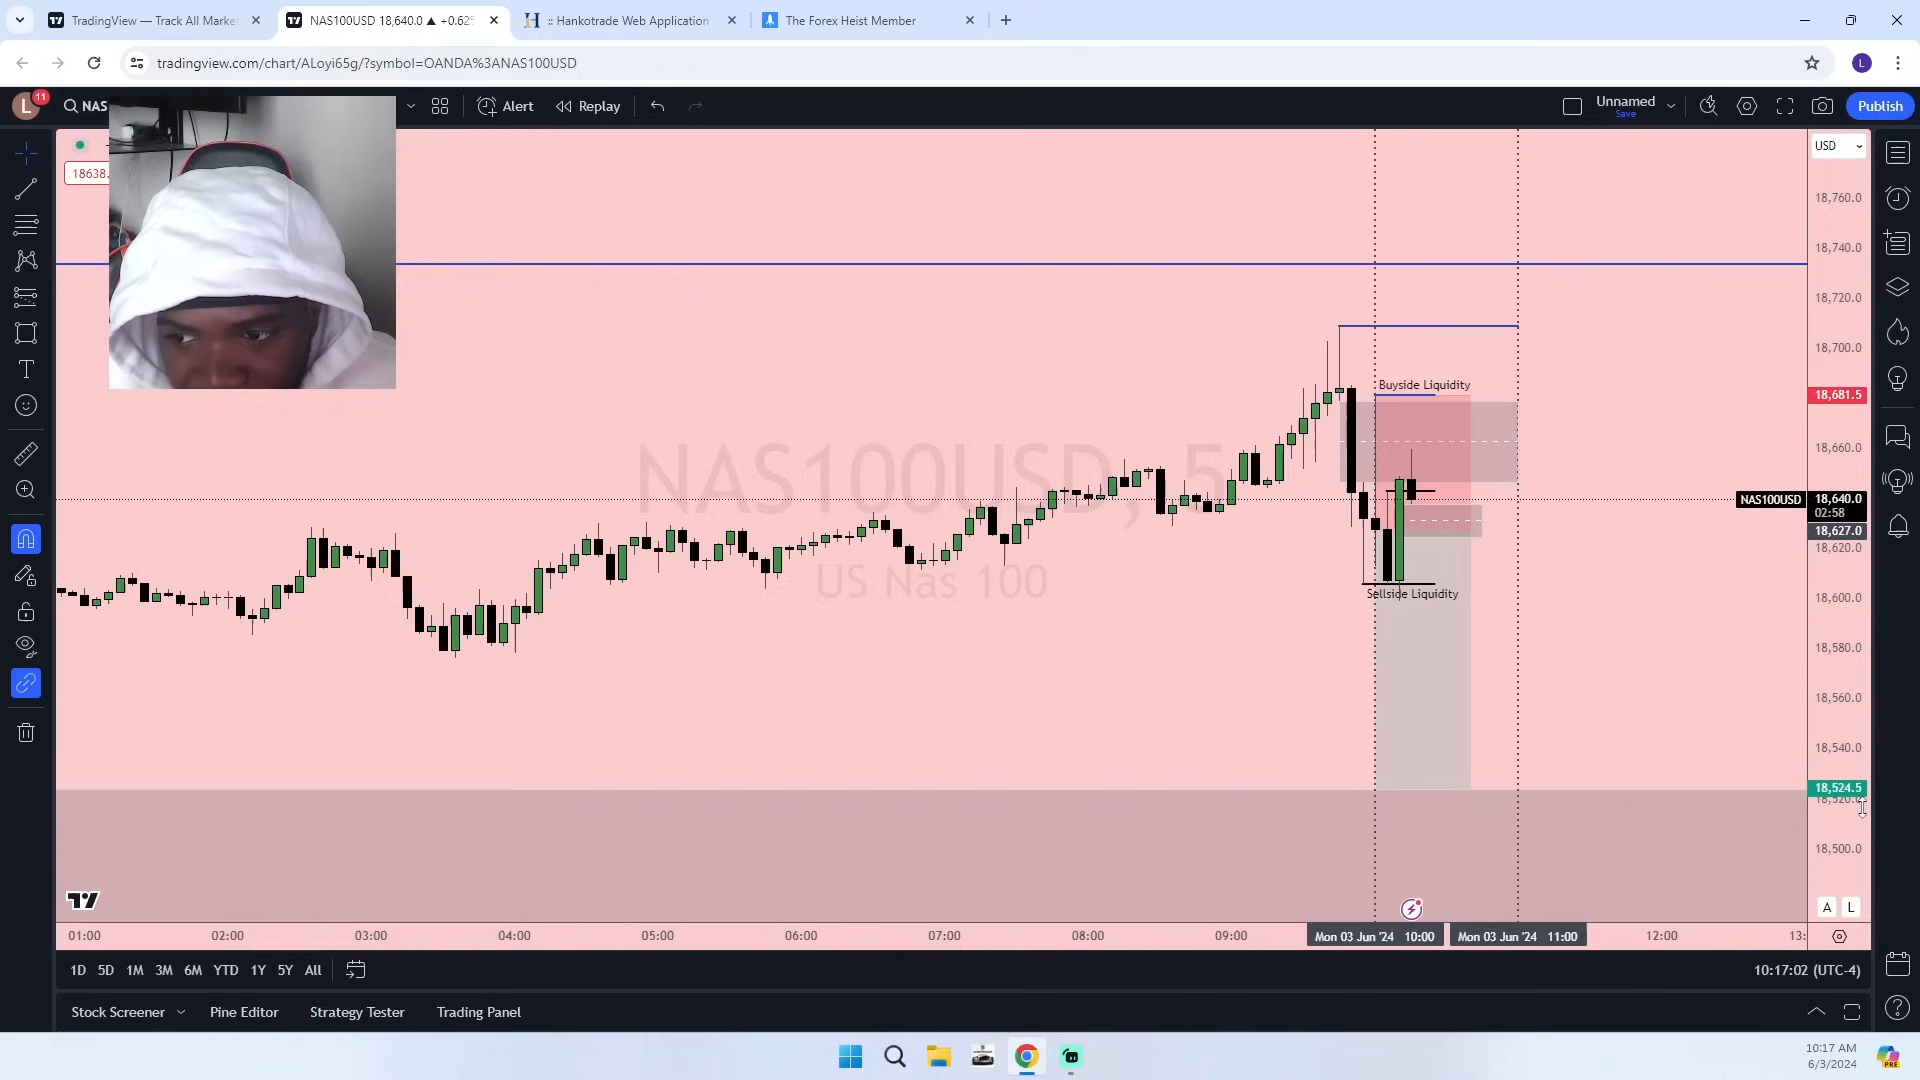 TradingView — Track All Marke
NAS100USD 18,640.0 ▲ +0.62%
:: Hankotrade Web Application
The Forex Heist Member
tradingview.com/chart/ALoyi65g/?symbol=OANDA%3ANAS100USD
L
L
11
NAS
Alert
Replay
Unnamed
Save
Publish
18638.
USD
18,760.0
18,740.0
18,720.0
18,700.0
Buyside Liquidity
18,681.5
18,660.0
NAS100USD, 5
US Nas 100
NAS100USD
18,640.0
02:58
18,627.0
18,620.0
Sellside Liquidity
18,600.0
18,580.0
18,560.0
18,540.0
18,524.5
18,520.0
18,500.0
A L
01:00 02:00 03:00 04:00 05:00 06:00 07:00 08:00 09:00 Mon 03 Jun '24 10:00 Mon 03 Jun '24 11:00 12:00 13:
1D 5D 1M 3M 6M YTD 1Y 5Y All
10:17:02 (UTC-4)
Stock Screener Pine Editor Strategy Tester Trading Panel
10:17 AM
6/3/2024
PRE